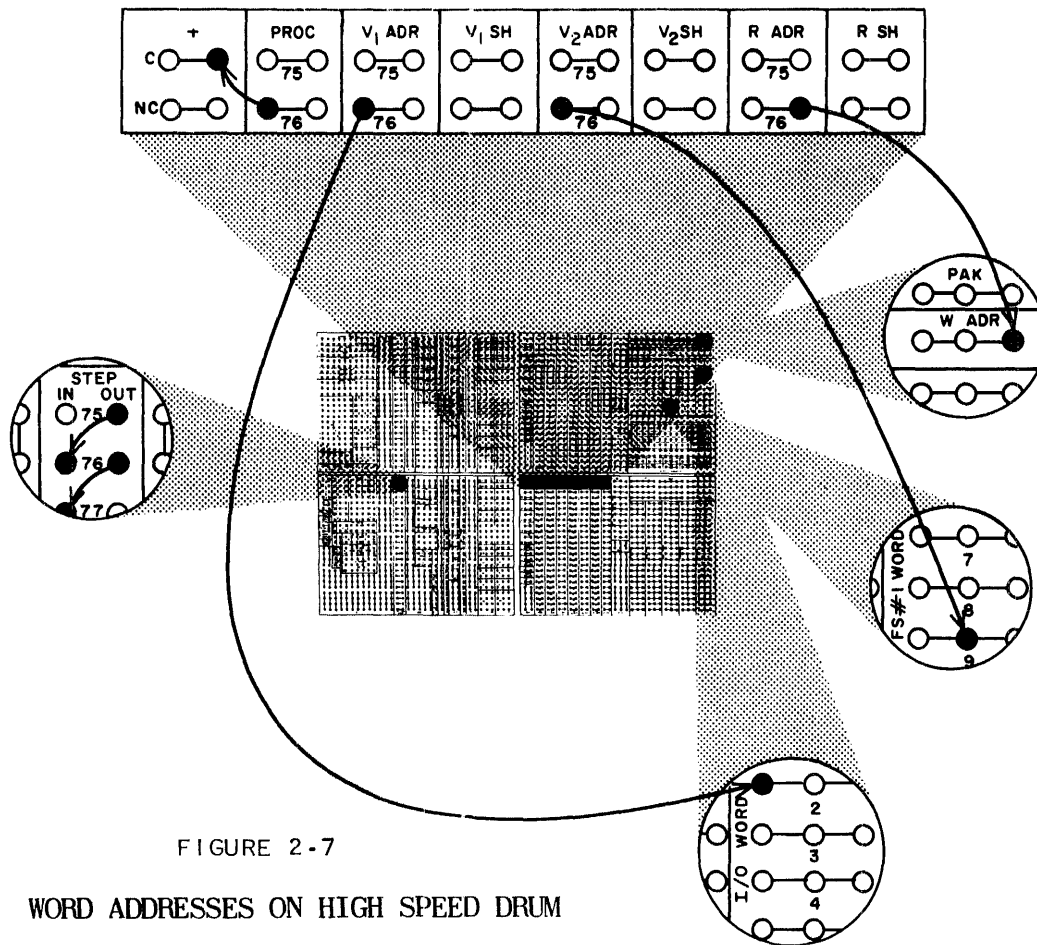 + PROC V₁ ADR V₁ SH V₂ ADR V₂ SH R ADR R SH
C 75 75 75 75
NC 76 76 76 76
PAK
W ADR
STEP
IN OUT
75
76
77
FS#1 WORD
7
8
9
I/O WORD
2
3
4
FIGURE 2-7
WORD ADDRESSES ON HIGH SPEED DRUM